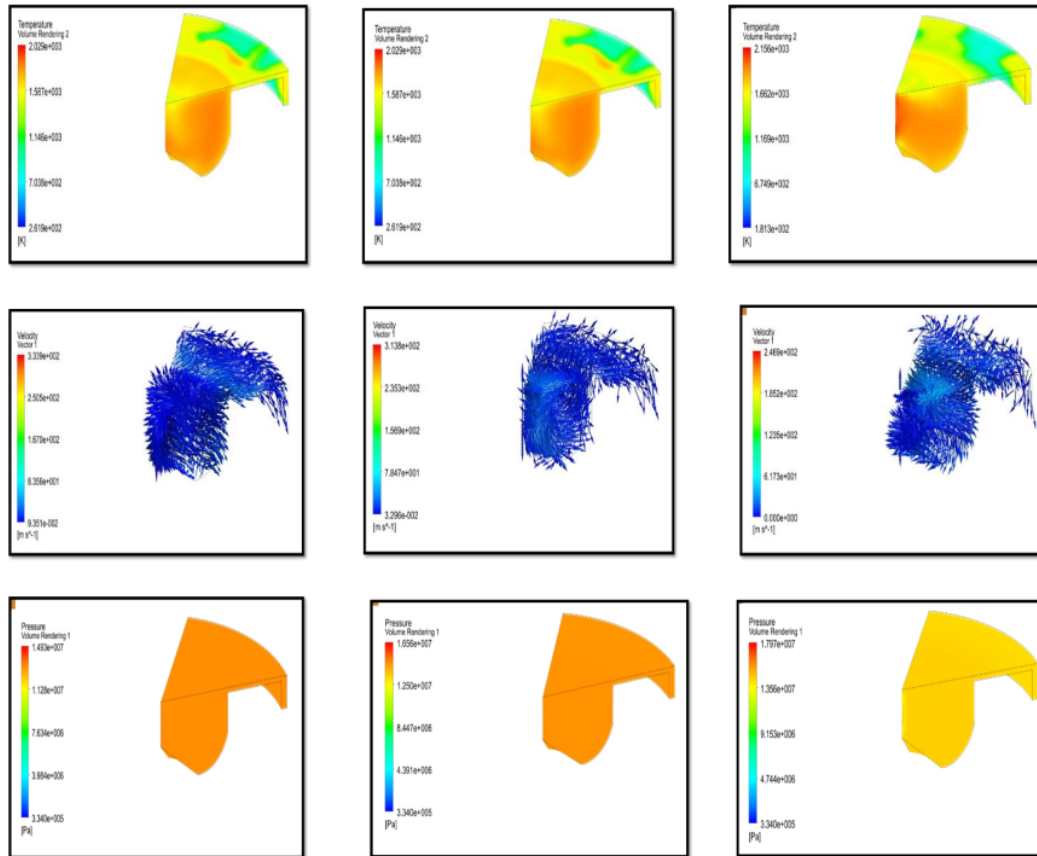 Temperature
Volume Rendering 2
2.029e+003
1.587e+003
1.146e+003
7.038e+002
2.619e+002
[K]
Temperature
Volume Rendering 2
2.029e+003
1.587e+003
1.146e+003
7.038e+002
2.619e+002
[K]
Temperature
Volume Rendering 2
2.156e+003
1.662e+003
1.169e+003
6.749e+002
1.813e+002
[K]
Velocity
Vector 1
3.339e+002
2.505e+002
1.670e+002
8.356e+001
9.351e-002
[m s^-1]
Velocity
Vector 1
3.138e+002
2.353e+002
1.569e+002
7.847e+001
3.296e-002
[m s^-1]
Velocity
Vector 1
2.469e+002
1.852e+002
1.235e+002
6.173e+001
0.000e+000
[m s^-1]
Pressure
Volume Rendering 1
1.493e+007
1.128e+007
7.634e+006
3.984e+006
3.340e+005
[Pa]
Pressure
Volume Rendering 1
1.656e+007
1.250e+007
8.447e+006
4.391e+006
3.340e+005
[Pa]
Pressure
Volume Rendering 1
1.797e+007
1.356e+007
9.153e+006
4.744e+006
3.340e+005
[Pa]